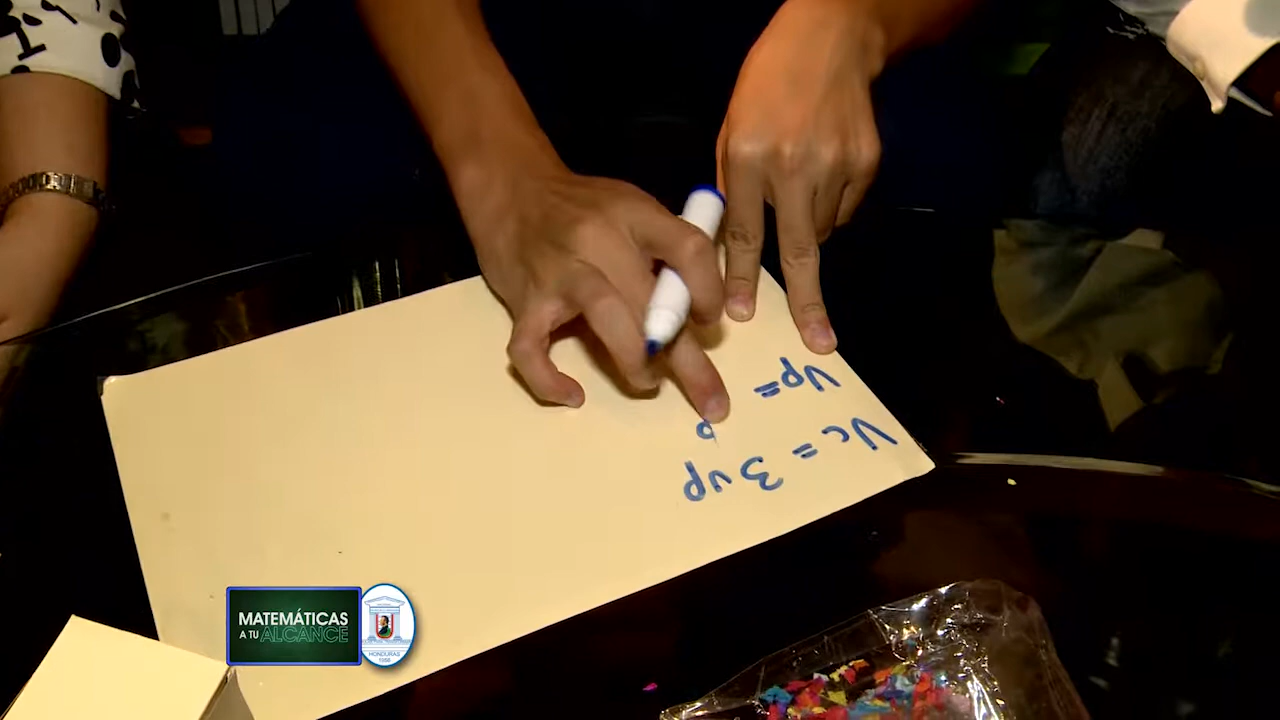 Vc = 3 vp
Vp =
MATEMÁTICAS
A TU ALCANCE
HONDURAS